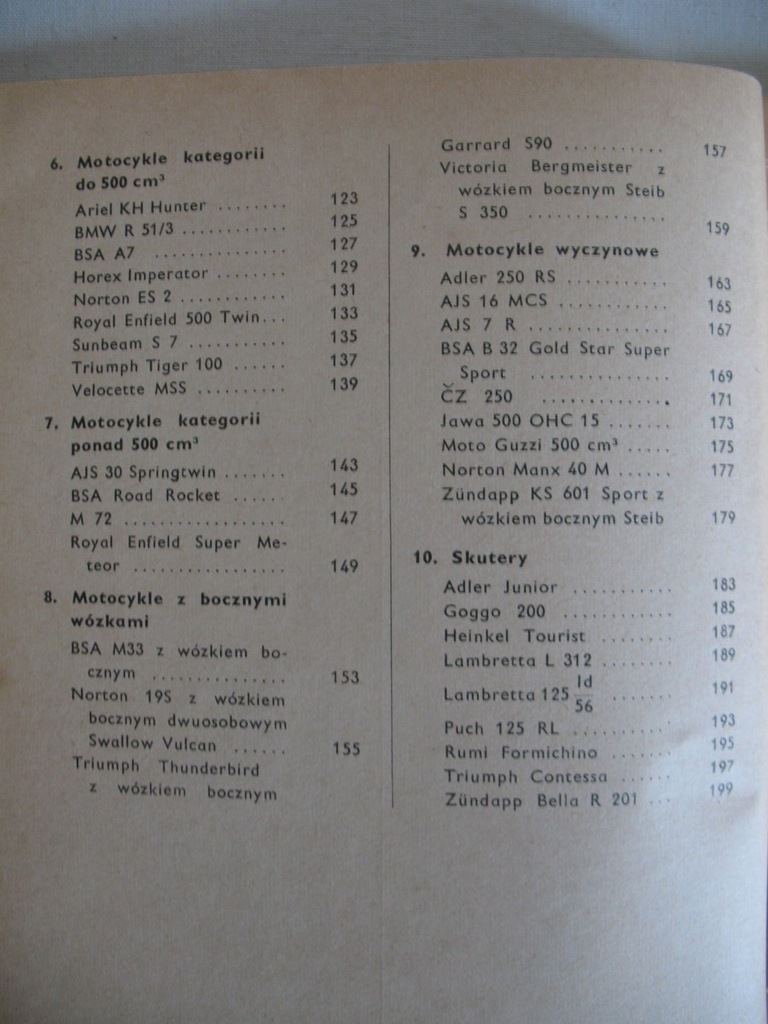 6. Motocykle kategorii
do 500 cm³
Ariel KH Hunter ........ 123
BMW R 51/3 ............ 125
BSA A7 ............... 127
Horex Imperator ........ 129
Norton ES 2 ............ 131
Royal Enfield 500 Twin... 133
Sunbeam S 7 ........... 135
Triumph Tiger 100 ...... 137
Velocette MSS .......... 139
7. Motocykle kategorii
ponad 500 cm³
AJS 30 Springtwin ....... 143
BSA Road Rocket ...... 145
M 72 ................. 147
Royal Enfield Super Me-
teor ................. 149
8. Motocykle z bocznymi
wózkami
BSA M33 z wózkiem bo-
cznym ............... 153
Norton 19S z wózkiem
bocznym dwuosobowym
Swallow Vulcan ...... 155
Triumph Thunderbird
z wózkiem bocznym
Garrard S90 ........... 157
Victoria Bergmeister z
wózkiem bocznym Steib
S 350 ............... 159
9. Motocykle wyczynowe
Adler 250 RS ........... 163
AJS 16 MCS ............ 165
AJS 7 R ............... 167
BSA B 32 Gold Star Super
Sport ............... 169
ČZ 250 .............. 171
Jawa 500 OHC 15 ....... 173
Moto Guzzi 500 cm³ ..... 175
Norton Manx 40 M ...... 177
Zündapp KS 601 Sport z
wózkiem bocznym Steib 179
10. Skutery
Adler Junior ........... 183
Goggo 200 ............ 185
Heinkel Tourist ........ 187
Lambretta L 312 ........ 189
Lambretta 125 Id/56 ....... 191
Puch 125 RL .......... 193
Rumi Formichino ....... 195
Triumph Contessa ...... 197
Zündapp Bella R 201 ... 199